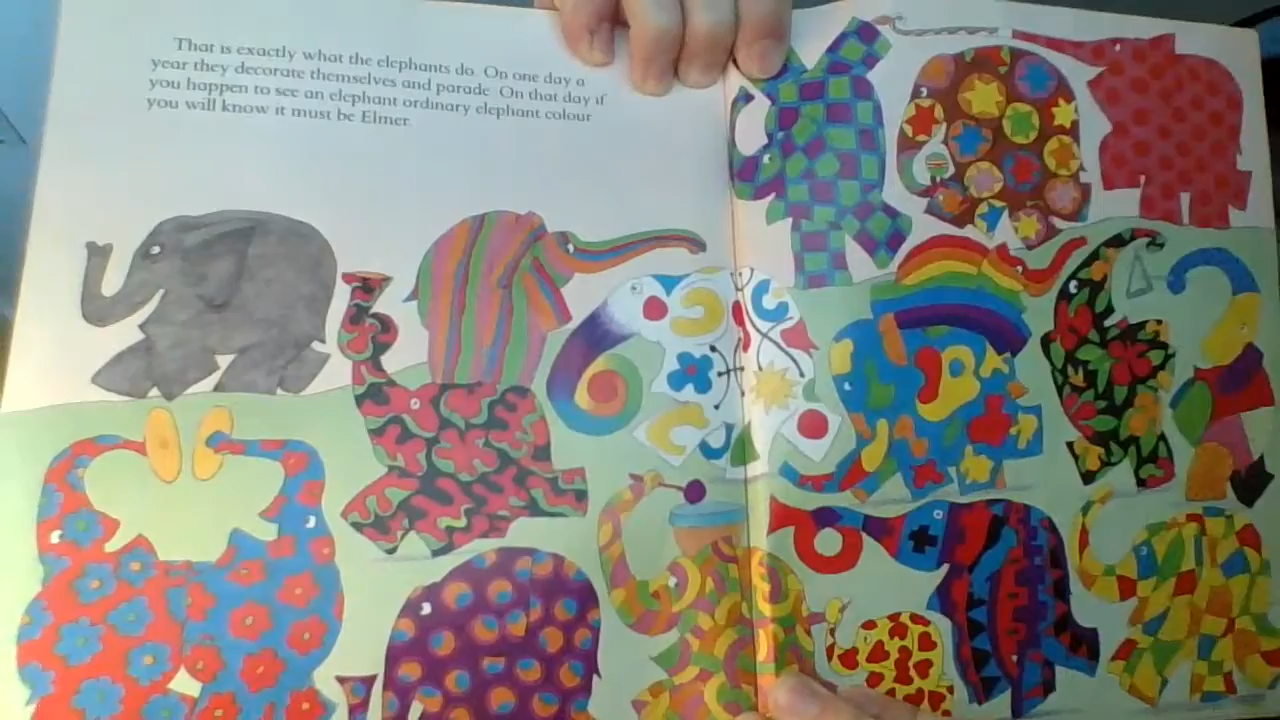 That is exactly what the elephants do. On one day a
year they decorate themselves and parade. On that day if
you happen to see an elephant ordinary elephant colour
you will know it must be Elmer.